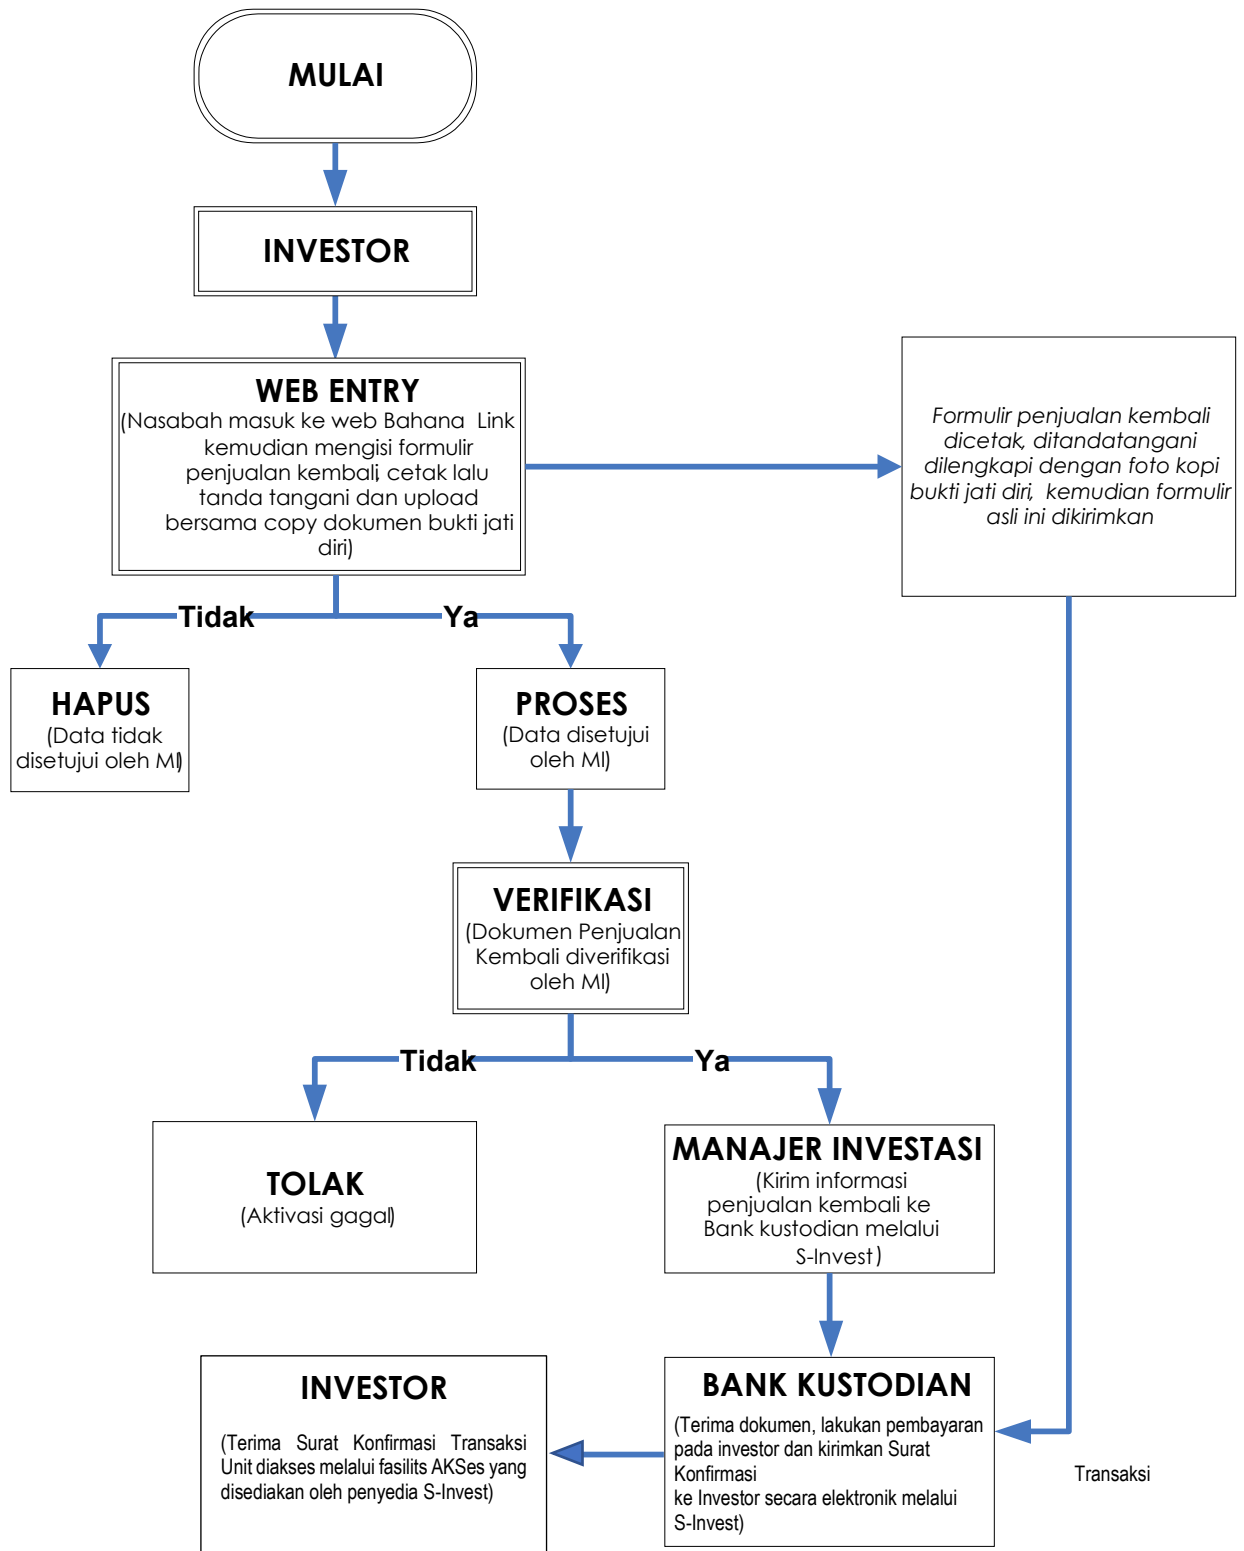 MULAI
INVESTOR
WEB ENTRY
(Nasabah masuk ke web Bahana Link
kemudian mengisi formulir
penjualan kembali, cetak lalu
tanda tangani dan upload
bersama copy dokumen bukti jati
diri)
Formulir penjualan kembali
dicetak, ditandatangani
dilengkapi dengan foto kopi
bukti jati diri, kemudian formulir
asli ini dikirimkan
Tidak
Ya
HAPUS
(Data tidak
disetujui oleh MI)
PROSES
(Data disetujui
oleh MI)
VERIFIKASI
(Dokumen Penjualan
Kembali diverifikasi
oleh MI)
Tidak
Ya
TOLAK
(Aktivasi gagal)
MANAJER INVESTASI
(Kirim informasi
penjualan kembali ke
Bank kustodian melalui
S-Invest)
INVESTOR
(Terima Surat Konfirmasi Transaksi
Unit diakses melalui fasilits AKSes yang
disediakan oleh penyedia S-Invest)
BANK KUSTODIAN
(Terima dokumen, lakukan pembayaran
pada investor dan kirimkan Surat
Konfirmasi Transaksi
ke Investor secara elektronik melalui
S-Invest)